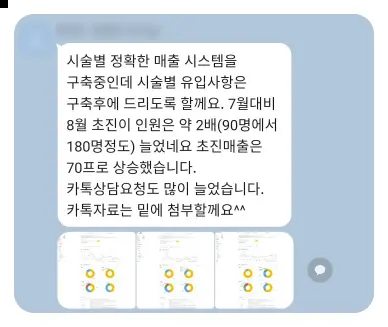 시술별 정확한 매출 시스템을
구축중인데 시술별 유입사항은
구축후에 드리도록 할께요. 7월대비
8월 초진이 인원은 약 2배(90명에서
180명정도) 늘었네요 초진매출은
70프로 상승했습니다.
카톡상담요청도 많이 늘었습니다.
카톡자료는 밑에 첨부할께요^^